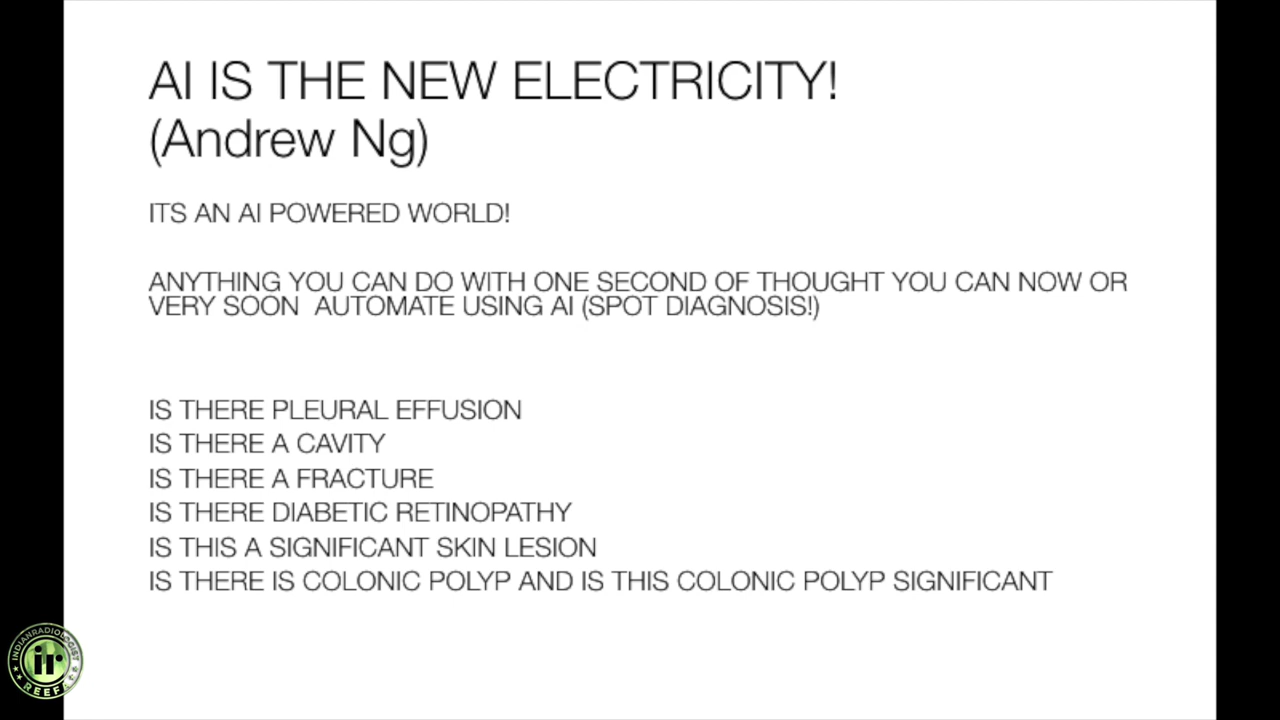 AI IS THE NEW ELECTRICITY!
(Andrew Ng)
ITS AN AI POWERED WORLD!
ANYTHING YOU CAN DO WITH ONE SECOND OF THOUGHT YOU CAN NOW OR
VERY SOON  AUTOMATE USING AI (SPOT DIAGNOSIS!)
IS THERE PLEURAL EFFUSION
IS THERE A CAVITY
IS THERE A FRACTURE
IS THERE DIABETIC RETINOPATHY
IS THIS A SIGNIFICANT SKIN LESION
IS THERE IS COLONIC POLYP AND IS THIS COLONIC POLYP SIGNIFICANT
INDIANRADIOLOGIST
ir